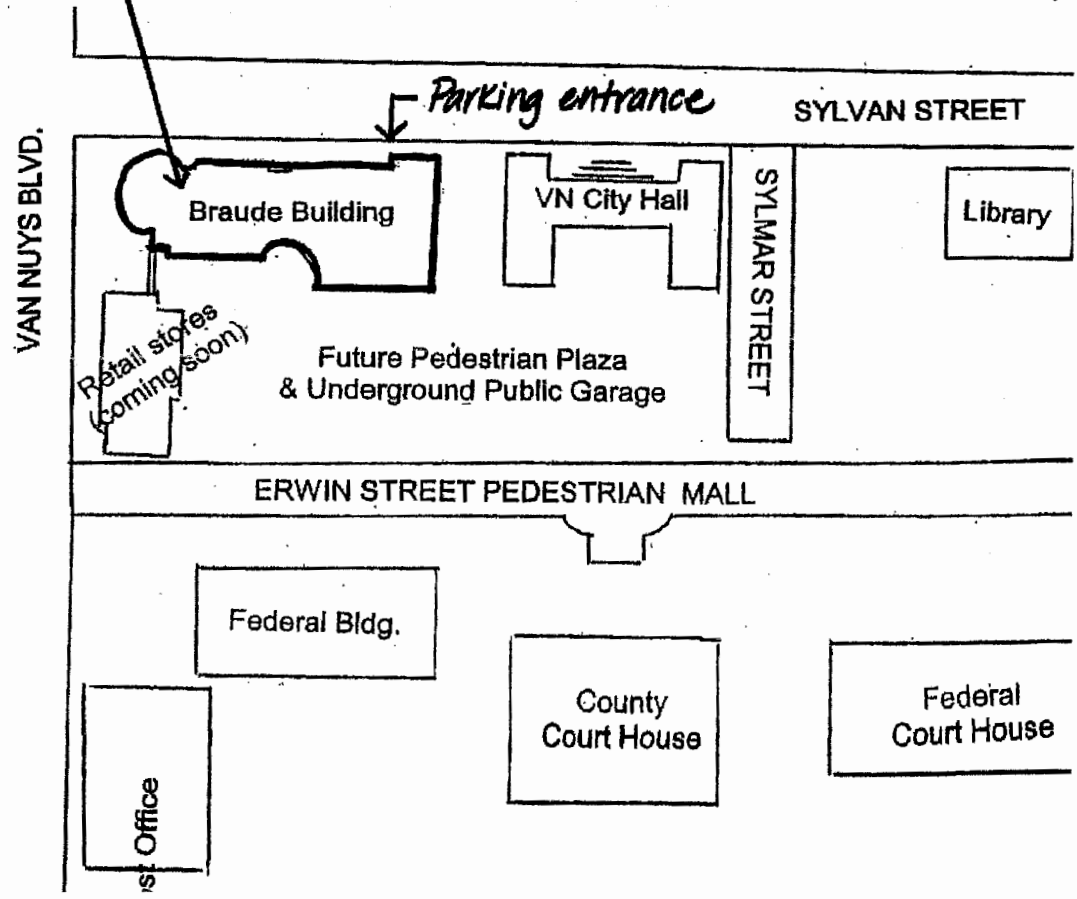 Parking entrance
SYLVAN STREET
VAN NUYS BLVD.
Braude Building
VN City Hall
SYLMAR STREET
Library
Retail stores
(coming soon)
Future Pedestrian Plaza
& Underground Public Garage
ERWIN STREET PEDESTRIAN MALL
Federal Bldg.
County
Court House
Federal
Court House
st Office